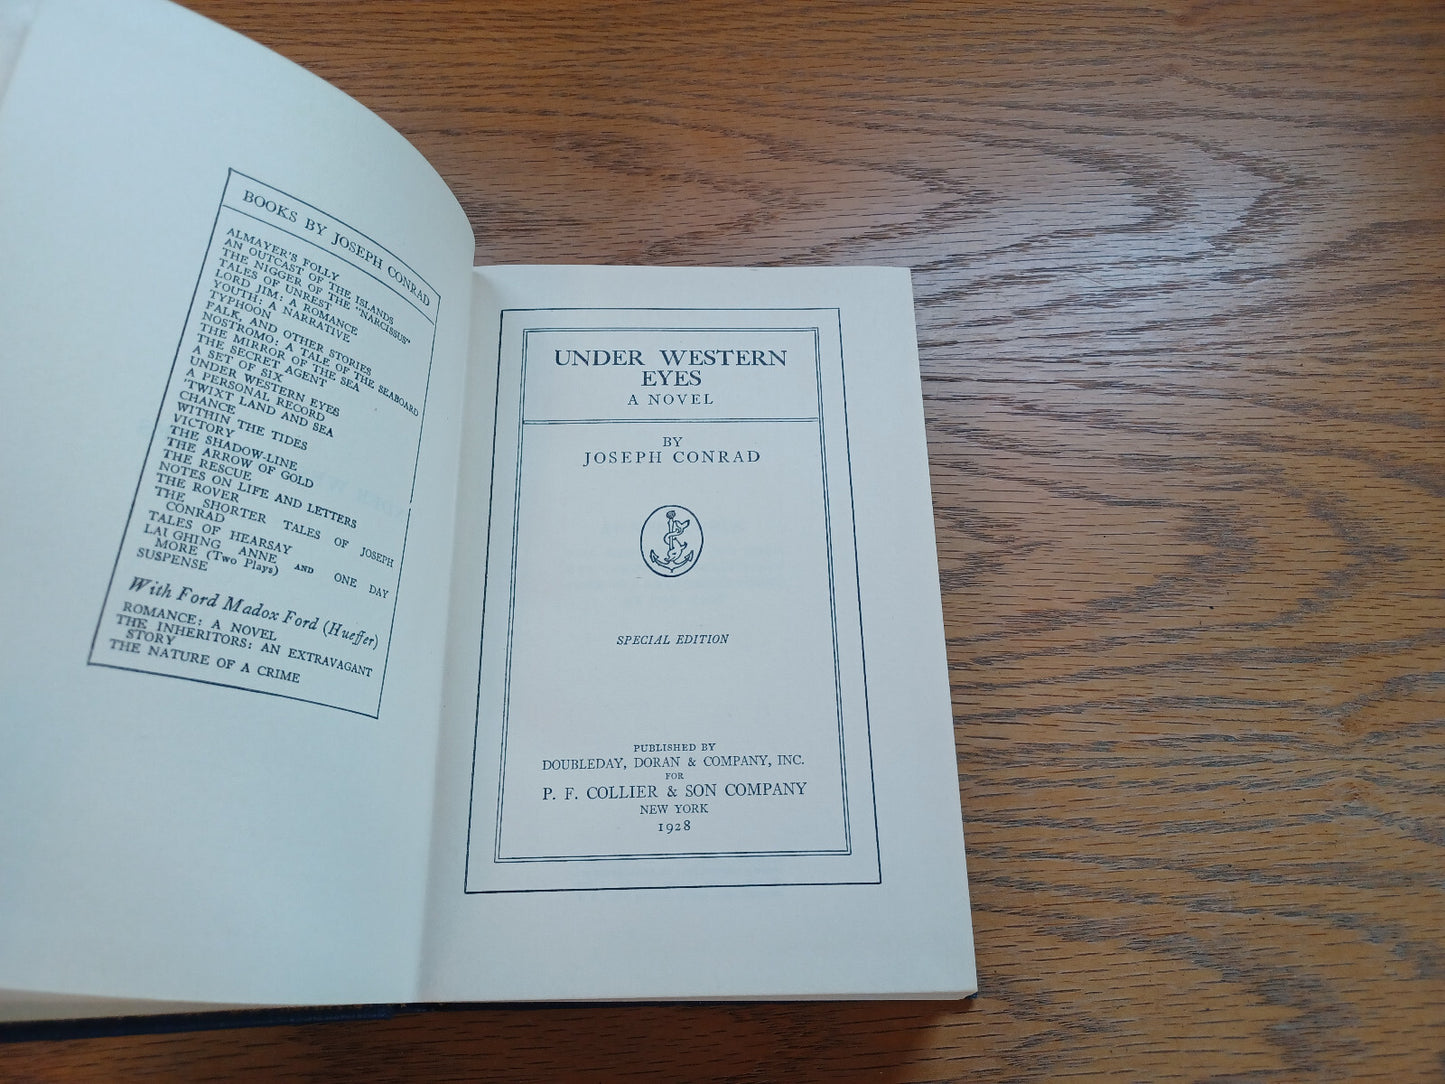 BOOKS BY JOSEPH CONRAD
ALMAYER'S FOLLY
AN OUTCAST OF THE ISLANDS
THE NIGGER OF THE "NARCISSUS"
TALES OF UNREST
LORD JIM: A ROMANCE
YOUTH: A NARRATIVE
TYPHOON
FALK, AND OTHER STORIES
NOSTROMO: A TALE OF THE SEABOARD
THE MIRROR OF THE SEA
THE SECRET AGENT
A SET OF SIX
UNDER WESTERN EYES
A PERSONAL RECORD
'TWIXT LAND AND SEA
CHANCE
WITHIN THE TIDES
VICTORY
THE SHADOW-LINE
THE ARROW OF GOLD
THE RESCUE
NOTES ON LIFE AND LETTERS
THE ROVER
THE SHORTER TALES OF JOSEPH
CONRAD
TALES OF HEARSAY
LAUGHING ANNE AND ONE DAY
MORE (Two Plays)
SUSPENSE
With Ford Madox Ford (Hueffer)
ROMANCE: A NOVEL
THE INHERITORS: AN EXTRAVAGANT
STORY
THE NATURE OF A CRIME
UNDER WESTERN
EYES
A NOVEL
BY
JOSEPH CONRAD
SPECIAL EDITION
PUBLISHED BY
DOUBLEDAY, DORAN & COMPANY, INC.
FOR
P. F. COLLIER & SON COMPANY
NEW YORK
1928